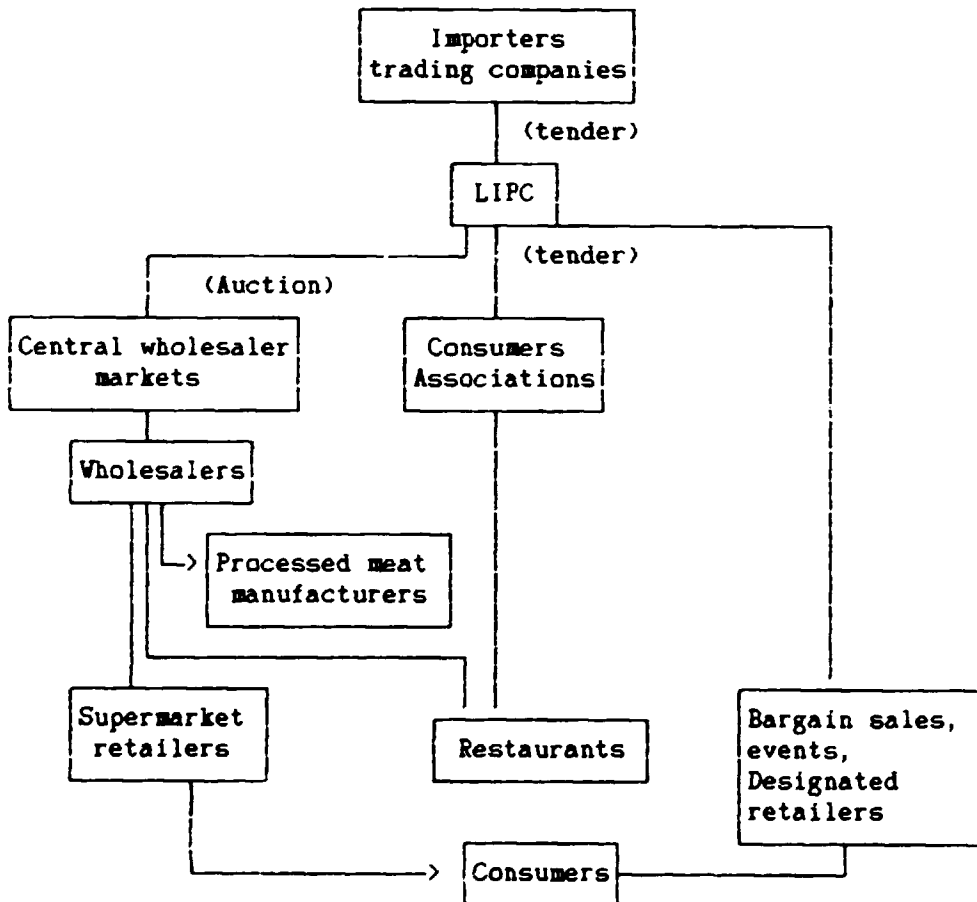 Importers
trading companies
(tender)
LIPC
(tender)
(Auction)
Central wholesaler
markets
Consumers
Associations
Wholesalers
Processed meat
manufacturers
Supermarket
retailers
Restaurants
Bargain sales,
events,
Designated
retailers
Consumers